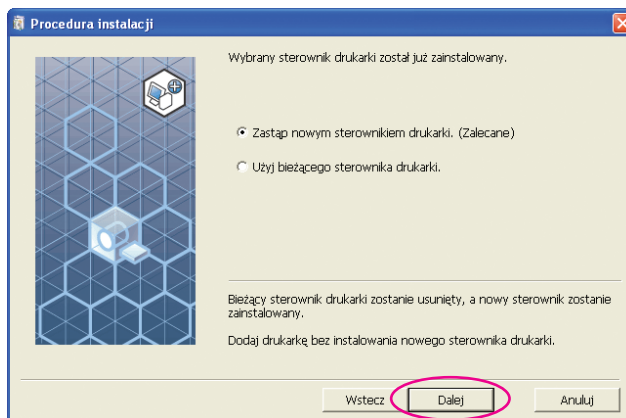 Procedura instalacji
Wybrany sterownik drukarki został już zainstalowany.
Zastąp nowym sterownikiem drukarki. (Zalecane)
Użyj bieżącego sterownika drukarki.
Bieżący sterownik drukarki zostanie usunięty, a nowy sterownik zostanie
zainstalowany.
Dodaj drukarkę bez instalowania nowego sterownika drukarki.
Wstecz
Dalej
Anuluj